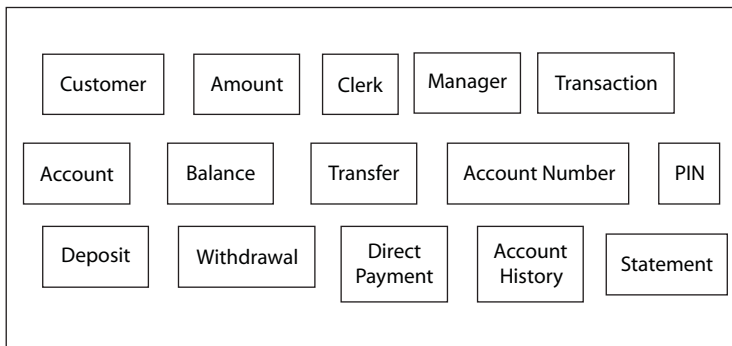 Customer
Amount
Clerk
Manager
Transaction
Account
Balance
Transfer
Account Number
PIN
Deposit
Withdrawal
Direct
Payment
Account
History
Statement